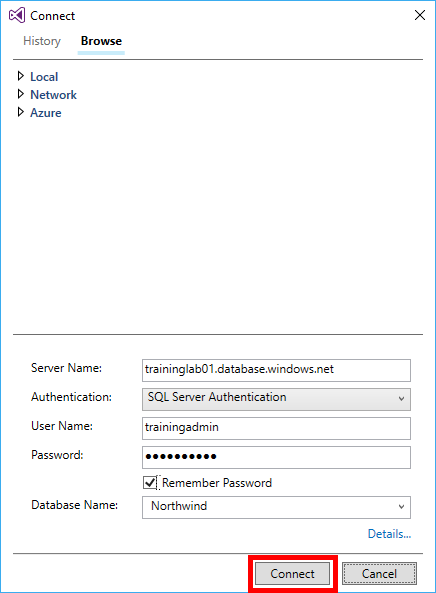 Connect
History Browse
Local
Network
Azure
Server Name: traininglab01.database.windows.net
Authentication: SQL Server Authentication
User Name: trainingadmin
Password: ●●●●●●●●●●
Remember Password
Database Name: Northwind
Details...
Connect Cancel